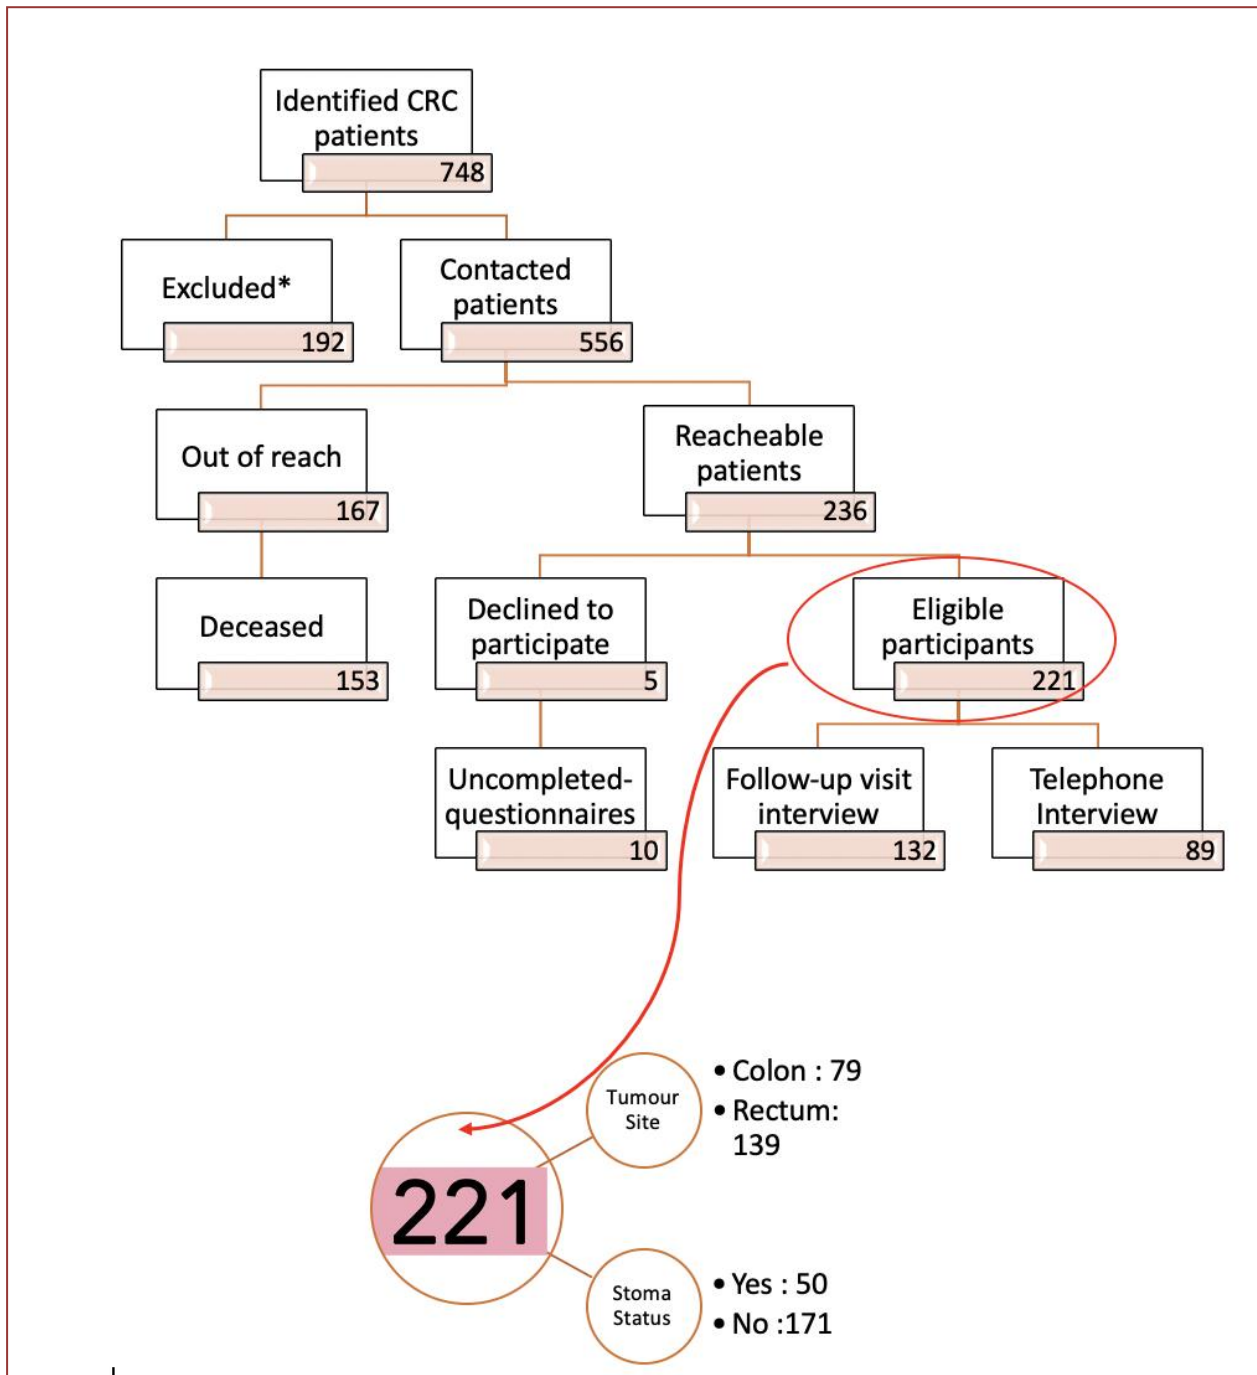 Identified CRC
patients
748
Excluded*
192
Contacted
patients
556
Out of reach
167
Reacheable
patients
236
Deceased
153
Declined to
participate
5
Eligible
participants
221
Uncompleted-
questionnaires
10
Follow-up visit
interview
132
Telephone
Interview
89
Tumour
Site
• Colon : 79
• Rectum:
139
221
Stoma
Status
• Yes : 50
• No :171